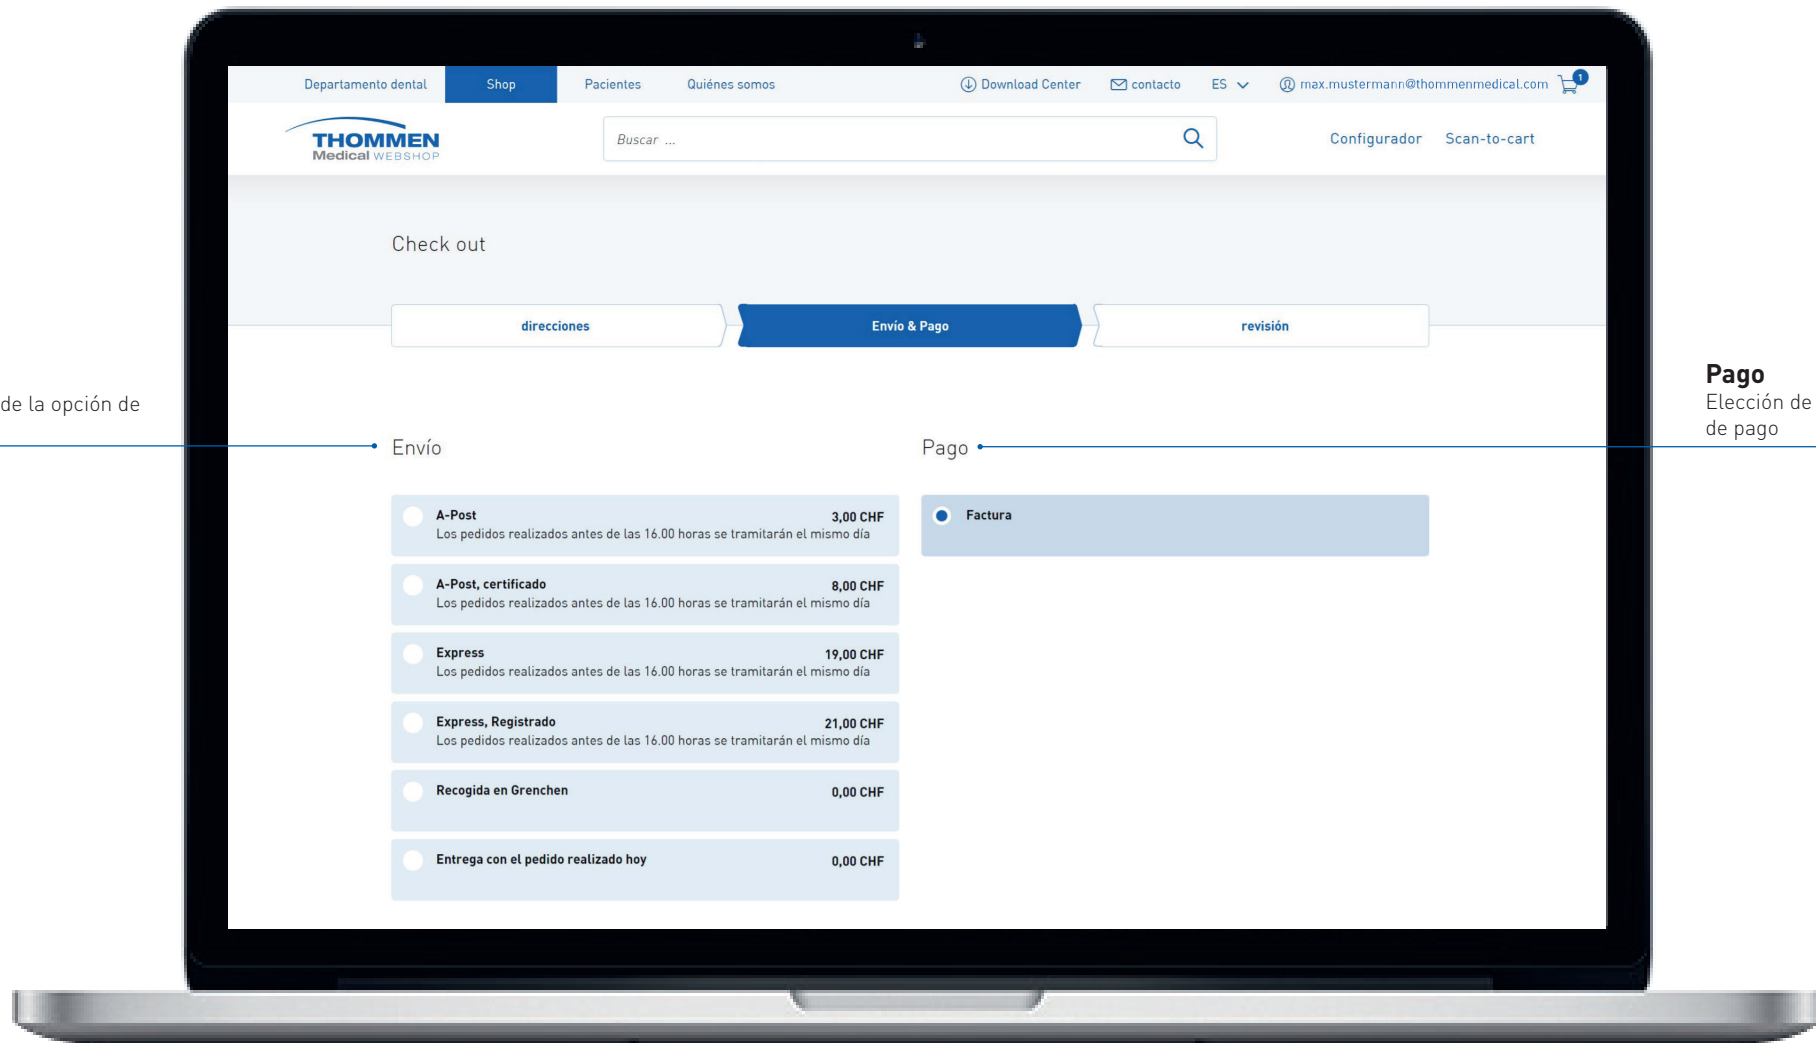 Departamento dental
Shop
Pacientes
Quiénes somos
Download Center
contacto
ES
max.mustermann@thommenmedical.com
1
THOMMEN
Medical WEBSHOP
Buscar ...
Configurador
Scan-to-cart
Check out
direcciones
Envío & Pago
revisión
de la opción de
Pago
Elección de
de pago
Envío
A-Post 3,00 CHF
Los pedidos realizados antes de las 16.00 horas se tramitarán el mismo día
A-Post, certificado 8,00 CHF
Los pedidos realizados antes de las 16.00 horas se tramitarán el mismo día
Express 19,00 CHF
Los pedidos realizados antes de las 16.00 horas se tramitarán el mismo día
Express, Registrado 21,00 CHF
Los pedidos realizados antes de las 16.00 horas se tramitarán el mismo día
Recogida en Grenchen 0,00 CHF
Entrega con el pedido realizado hoy 0,00 CHF
Pago
Factura